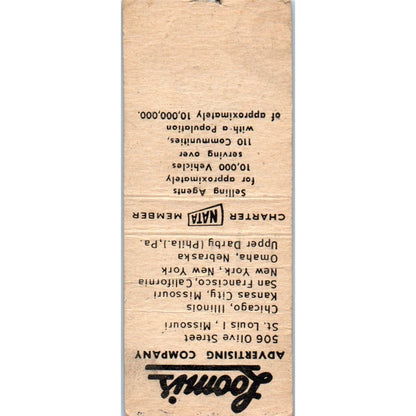 Loomis
ADVERTISING COMPANY
506 Olive Street
St. Louis 1, Missouri
Chicago, Illinois
Kansas City, Missouri
San Francisco, California
New York, New York
Omaha, Nebraska
Upper Darby (Phila.), Pa.
CHARTER NATA MEMBER
Selling Agents
for approximately
10,000 Vehicles
serving over
110 Communities,
with a Population
of approximately 10,000,000.